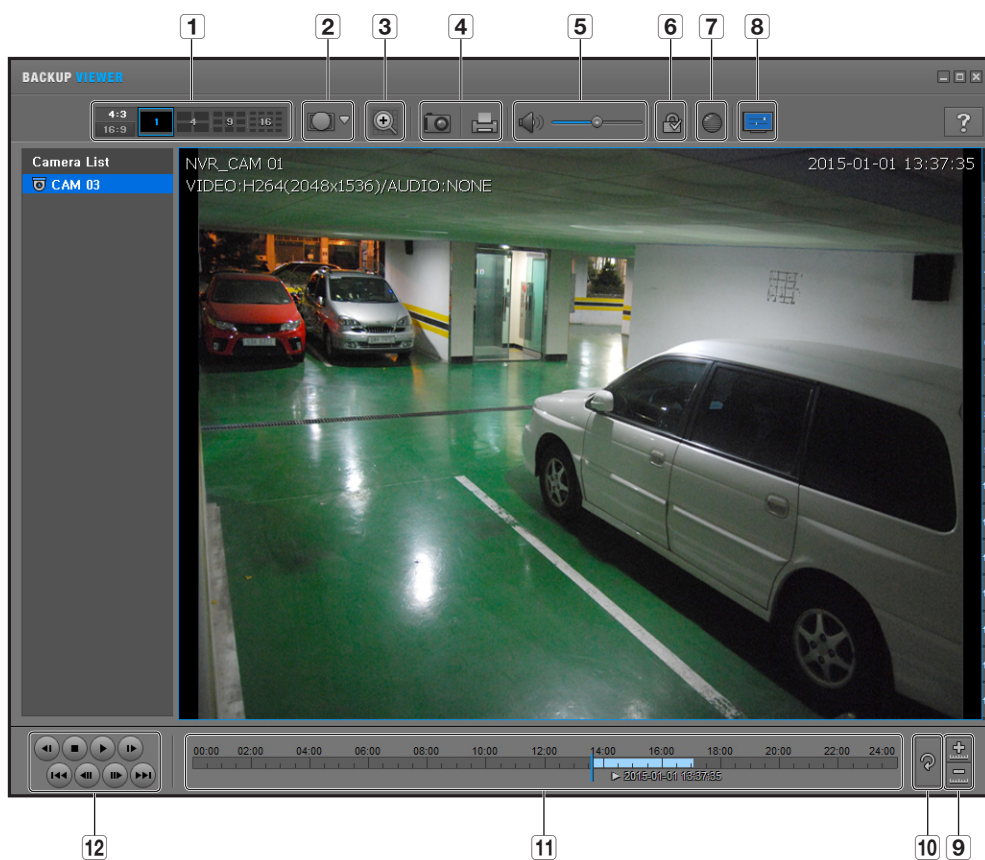 1 2 3 4 5 6 7 8
BACKUP VIEWER
4:3
16:9
1 4 9 16
?
Camera List
CAM 03
NVR_CAM 01
2015-01-01 13:37:35
VIDEO:H264(2048x1536)/AUDIO:NONE
00:00 02:00 04:00 06:00 08:00 10:00 12:00 14:00 16:00 18:00 20:00 22:00 24:00
2015-01-01 13:37:35
12 11 10 9